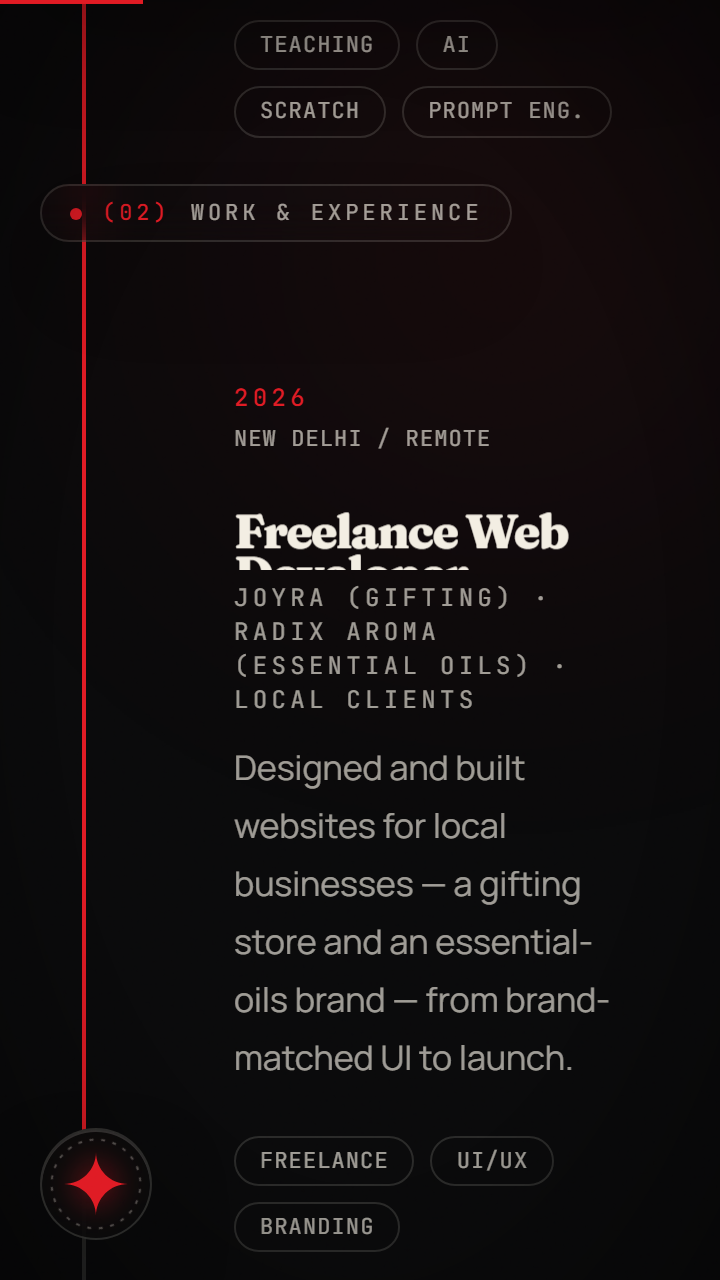 TEACHING AI
SCRATCH PROMPT ENG.
(02) WORK & EXPERIENCE
2026
NEW DELHI / REMOTE
Freelance Web
Developer
JOYRA (GIFTING) ·
RADIX AROMA
(ESSENTIAL OILS) ·
LOCAL CLIENTS
Designed and built
websites for local
businesses — a gifting
store and an essential-
oils brand — from brand-
matched UI to launch.
FREELANCE UI/UX
BRANDING